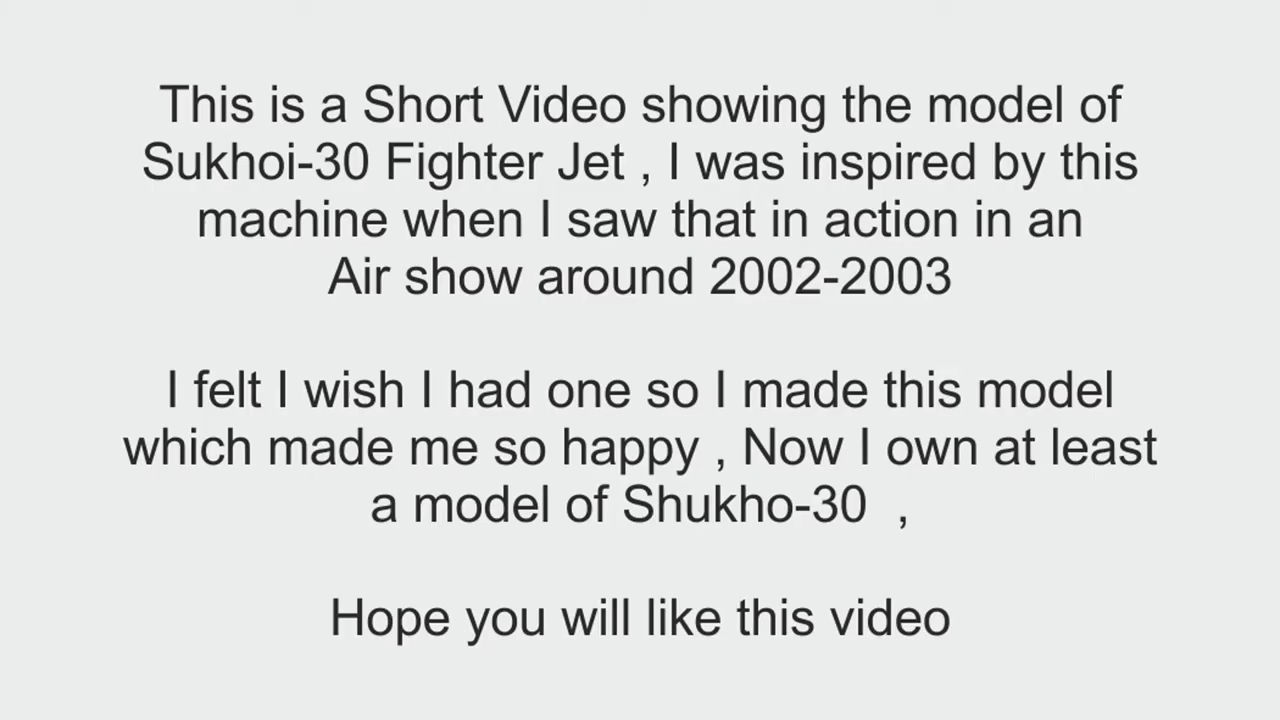 This is a Short Video showing the model of
Sukhoi-30 Fighter Jet , I was inspired by this
machine when I saw that in action in an
Air show around 2002-2003
I felt I wish I had one so I made this model
which made me so happy , Now I own at least
a model of Shukho-30  ,
Hope you will like this video